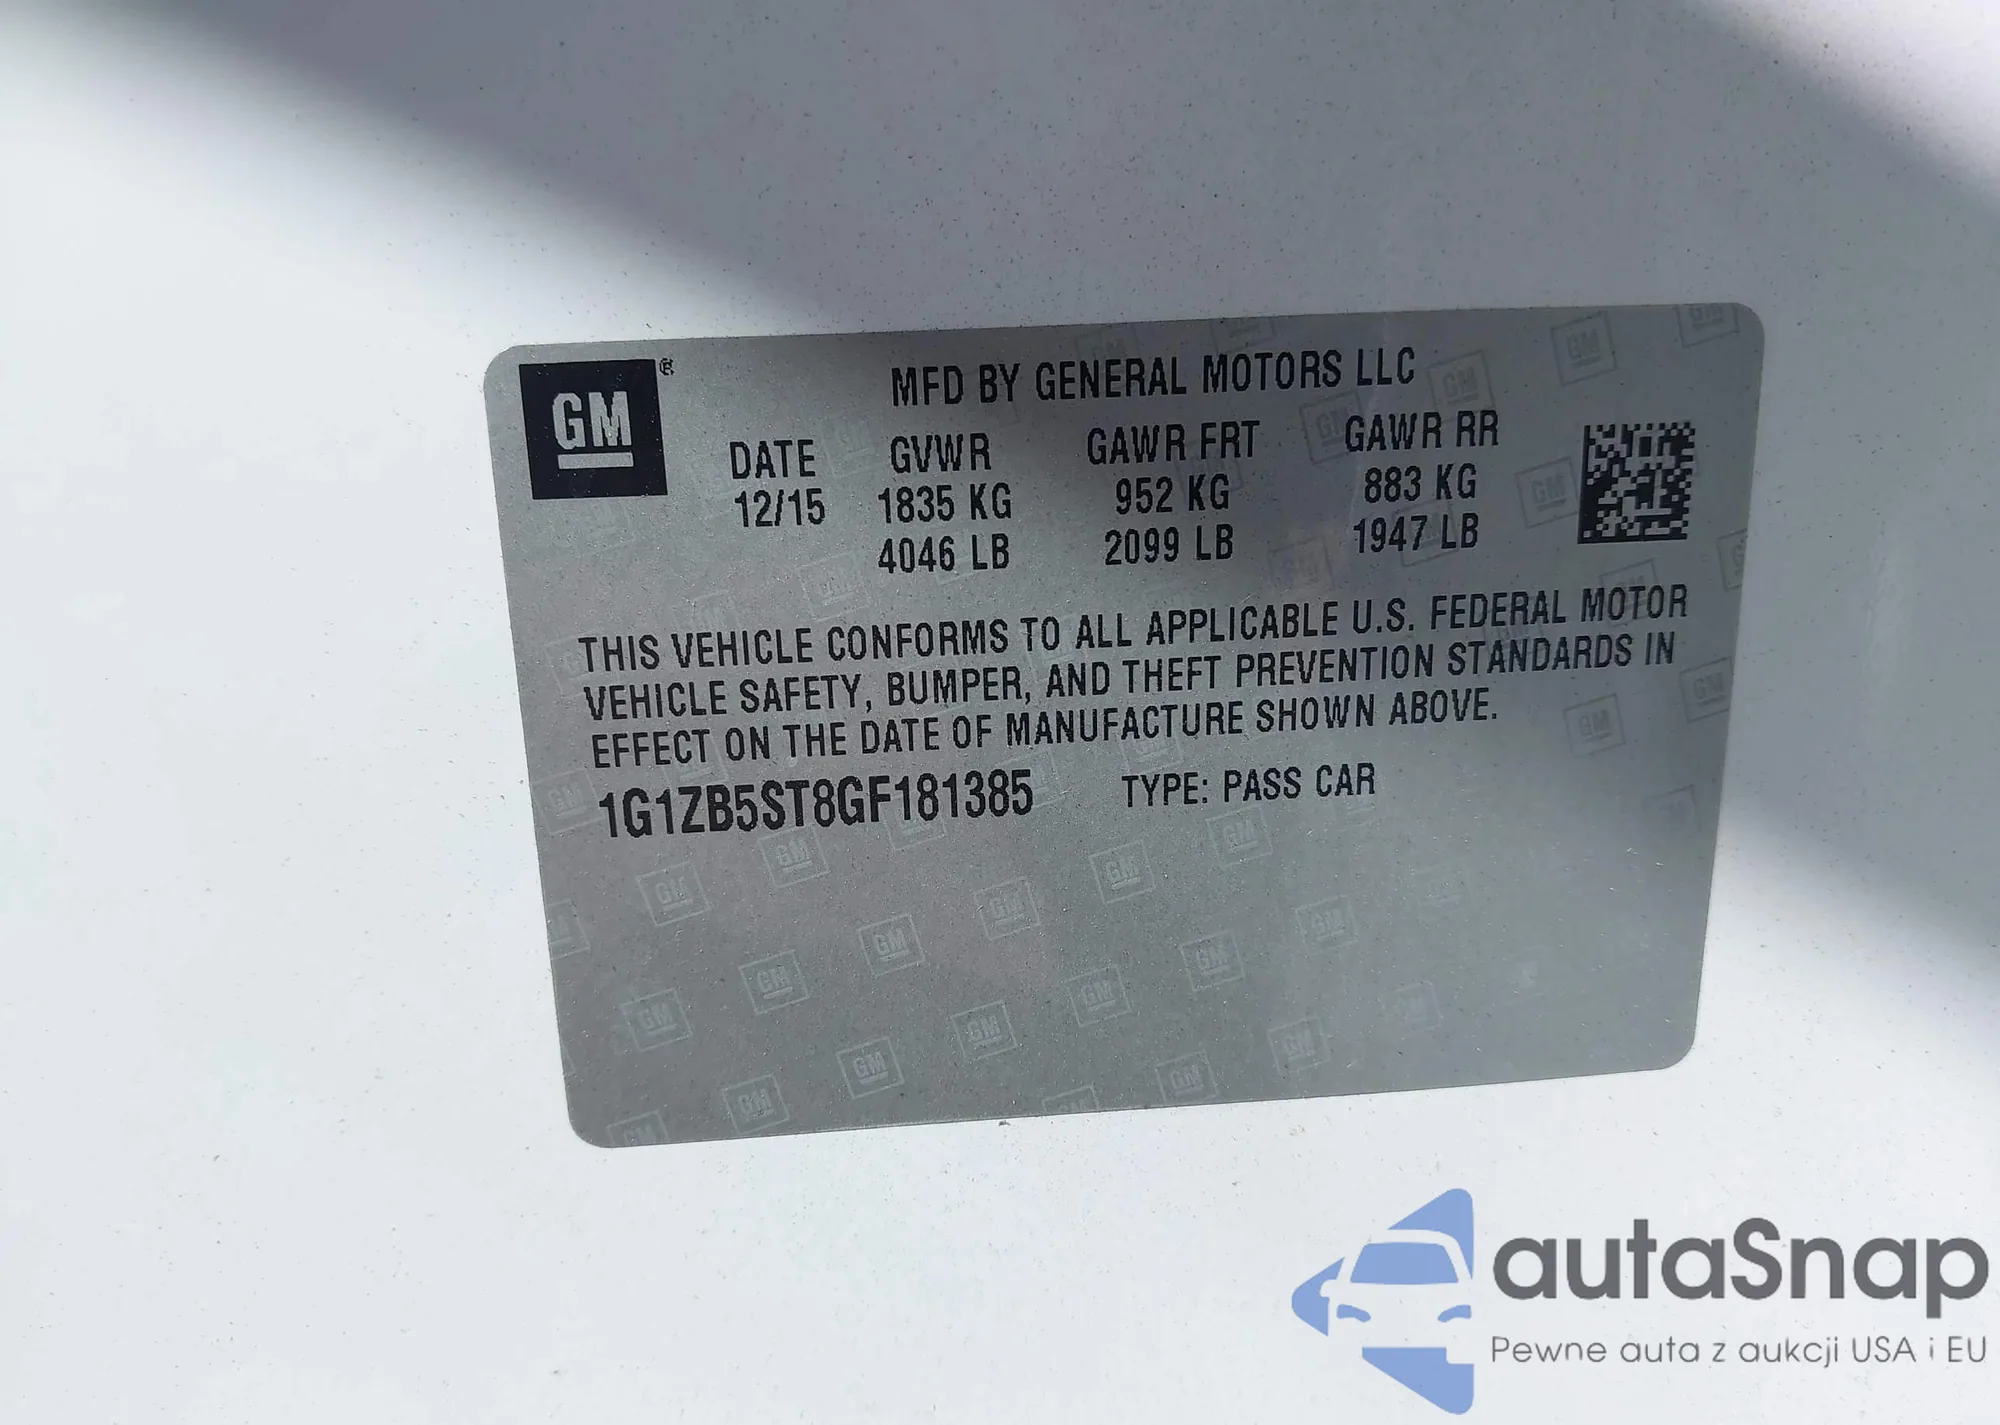 GM®
MFD BY GENERAL MOTORS LLC
DATE GVWR GAWR FRT GAWR RR
12/15 1835 KG 952 KG 883 KG
4046 LB 2099 LB 1947 LB
THIS VEHICLE CONFORMS TO ALL APPLICABLE U.S. FEDERAL MOTOR
VEHICLE SAFETY, BUMPER, AND THEFT PREVENTION STANDARDS IN
EFFECT ON THE DATE OF MANUFACTURE SHOWN ABOVE.
1G1ZB5ST8GF181385 TYPE: PASS CAR
autaSnap
Pewne auta z aukcji USA i EU